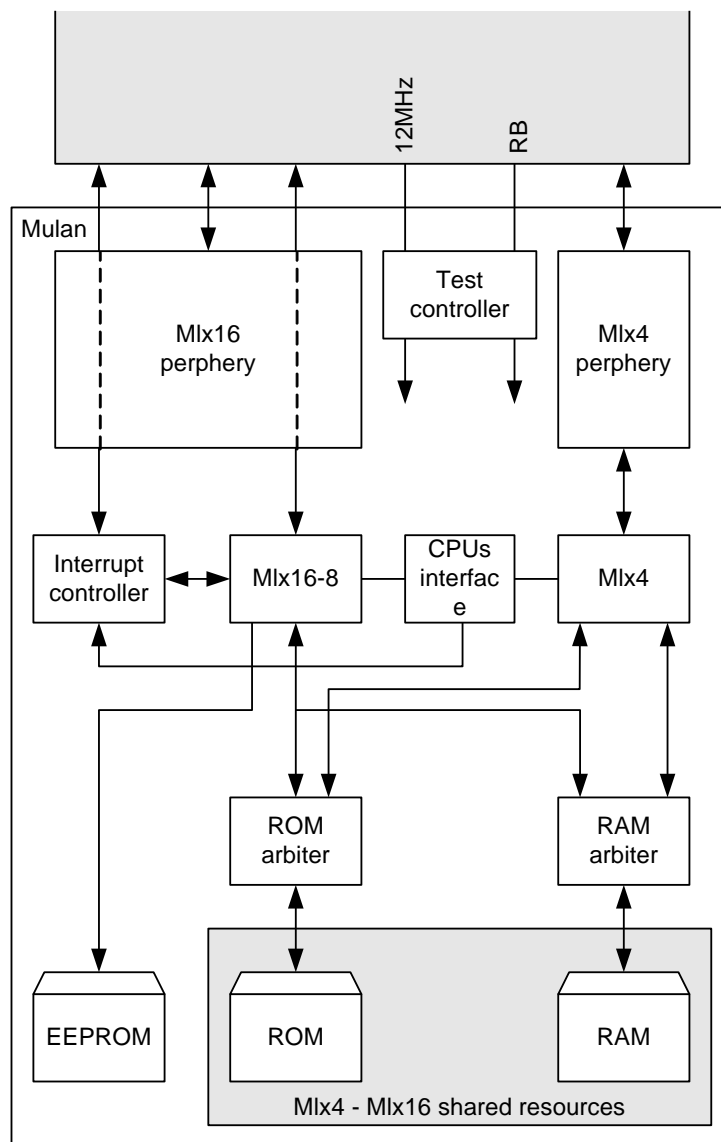 12MHz
RB
Mulan
Test
controller
Mlx16
perphery
Mlx4
perphery
Interrupt
controller
Mlx16-8
CPUs
interfac
e
Mlx4
ROM
arbiter
RAM
arbiter
EEPROM
ROM
RAM
Mlx4 - Mlx16 shared resources